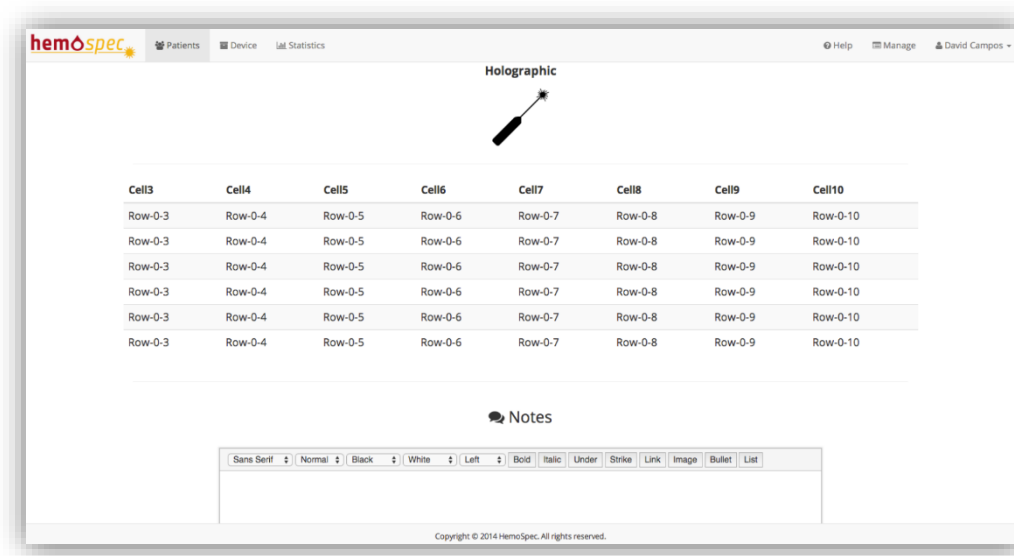 hemospec Patients Device Statistics Help Manage David Campos
Holographic
Cell3 Cell4 Cell5 Cell6 Cell7 Cell8 Cell9 Cell10
Row-0-3 Row-0-4 Row-0-5 Row-0-6 Row-0-7 Row-0-8 Row-0-9 Row-0-10
Row-0-3 Row-0-4 Row-0-5 Row-0-6 Row-0-7 Row-0-8 Row-0-9 Row-0-10
Row-0-3 Row-0-4 Row-0-5 Row-0-6 Row-0-7 Row-0-8 Row-0-9 Row-0-10
Row-0-3 Row-0-4 Row-0-5 Row-0-6 Row-0-7 Row-0-8 Row-0-9 Row-0-10
Row-0-3 Row-0-4 Row-0-5 Row-0-6 Row-0-7 Row-0-8 Row-0-9 Row-0-10
Row-0-3 Row-0-4 Row-0-5 Row-0-6 Row-0-7 Row-0-8 Row-0-9 Row-0-10
Notes
Sans Serif Normal Black White Left Bold Italic Under Strike Link Image Bullet List
Copyright © 2014 HemoSpec. All rights reserved.